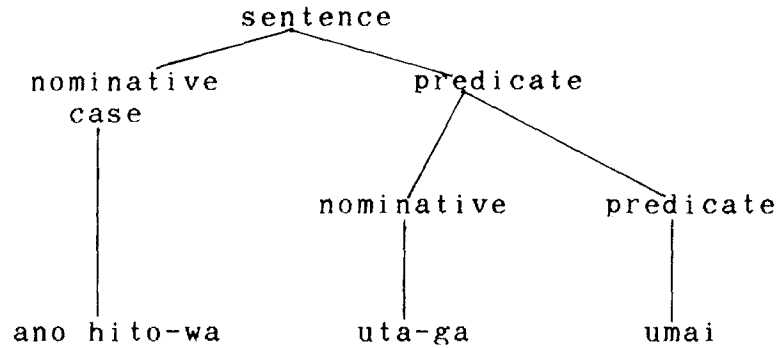 sentence
nominative predicate
case
nominative predicate
ano hito-wa uta-ga umai